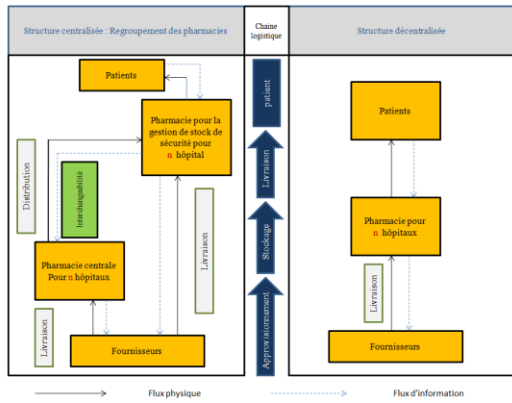 Structure centralisée : Regroupement des pharmacies
Chaine
logistique
Structure décentralisée
Patients
Pharmacie pour la
gestion de stock de
sécurité pour
n hôpital
Distribution
Interchangeabilité
Livraison
Pharmacie centrale
Pour n hôpitaux
Livraison
Fournisseurs
patient
Livraison
Stockage
Approvisionnement
Patients
Pharmacie pour
n hôpitaux
Livraison
Fournisseurs
Flux physique
Flux d'information